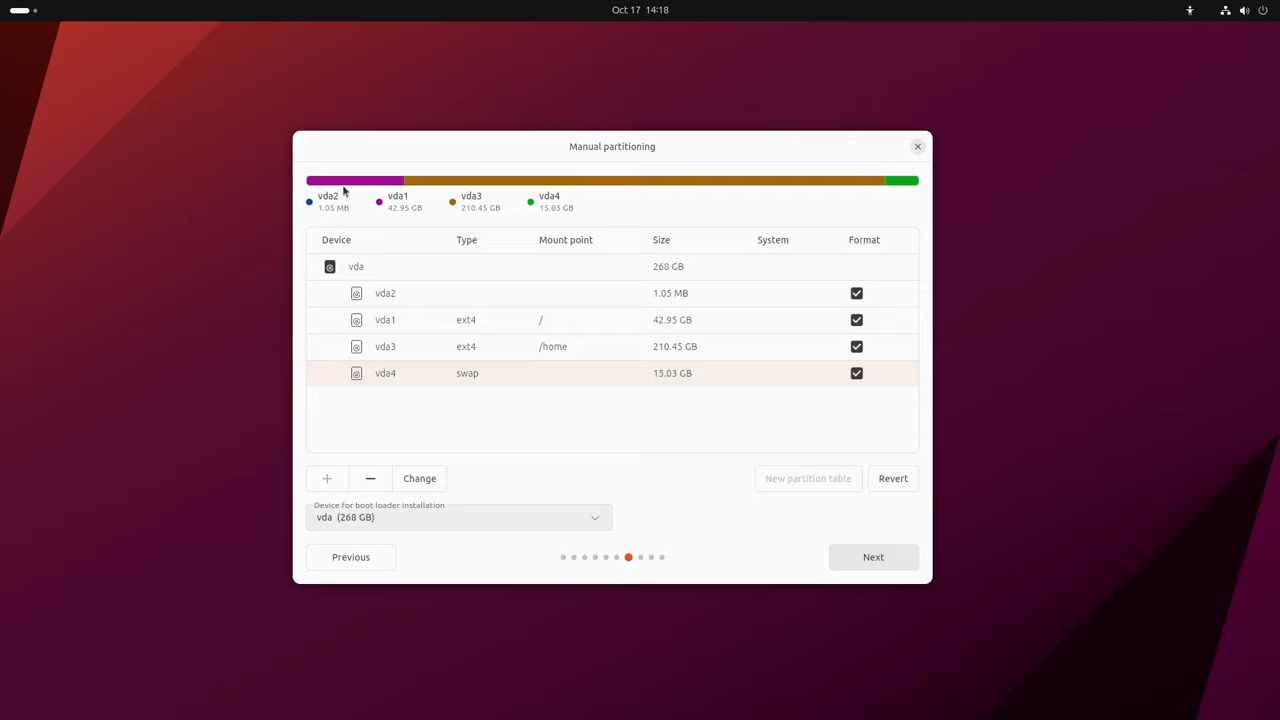 Oct 17 14:18
Manual partitioning
vda2 vda1 vda3 vda4
1.05 MB 42.95 GB 210.45 GB 15.03 GB
Device Type Mount point Size System Format
vda 268 GB
vda2 1.05 MB
vda1 ext4 / 42.95 GB
vda3 ext4 /home 210.45 GB
vda4 swap 15.03 GB
+ − Change New partition table Revert
Device for boot loader installation
vda (268 GB)
Previous Next